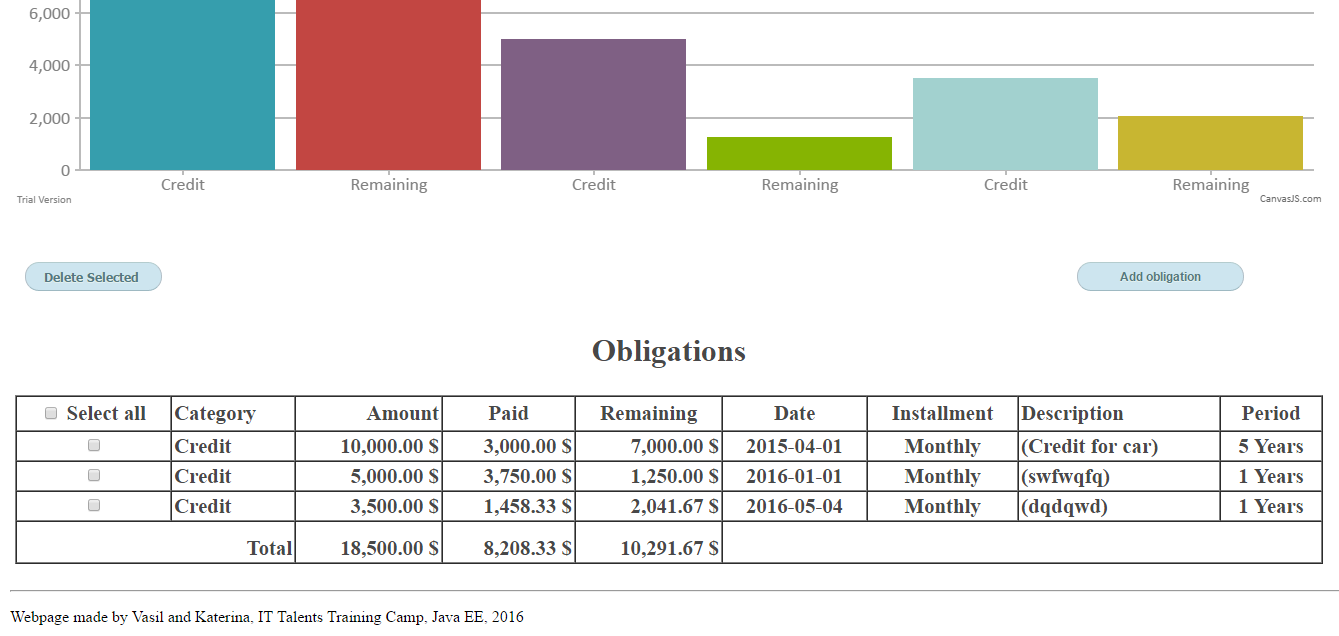 6,000
4,000
2,000
0
Credit Remaining Credit Remaining Credit Remaining
Trial Version CanvasJS.com
Delete Selected Add obligation
Obligations
Select all Category Amount Paid Remaining Date Installment Description Period
Credit 10,000.00 $ 3,000.00 $ 7,000.00 $ 2015-04-01 Monthly (Credit for car) 5 Years
Credit 5,000.00 $ 3,750.00 $ 1,250.00 $ 2016-01-01 Monthly (swfwqfq) 1 Years
Credit 3,500.00 $ 1,458.33 $ 2,041.67 $ 2016-05-04 Monthly (dqdqwd) 1 Years
Total 18,500.00 $ 8,208.33 $ 10,291.67 $
Webpage made by Vasil and Katerina, IT Talents Training Camp, Java EE, 2016